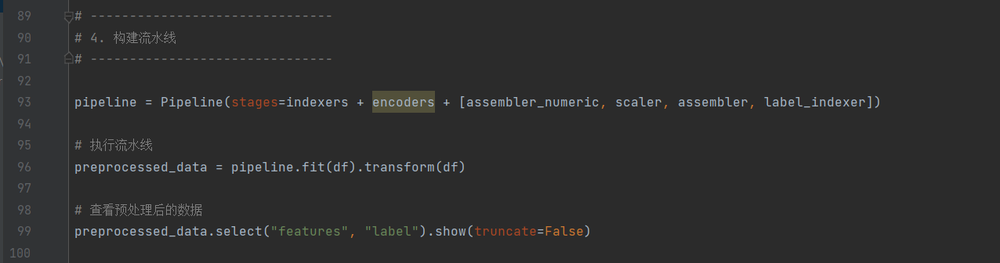 89 # -------------------------------
90 # 4. 构建流水线
91 # -------------------------------
92
93 pipeline = Pipeline(stages=indexers + encoders + [assembler_numeric, scaler, assembler, label_indexer])
94
95 # 执行流水线
96 preprocessed_data = pipeline.fit(df).transform(df)
97
98 # 查看预处理后的数据
99 preprocessed_data.select("features", "label").show(truncate=False)
100